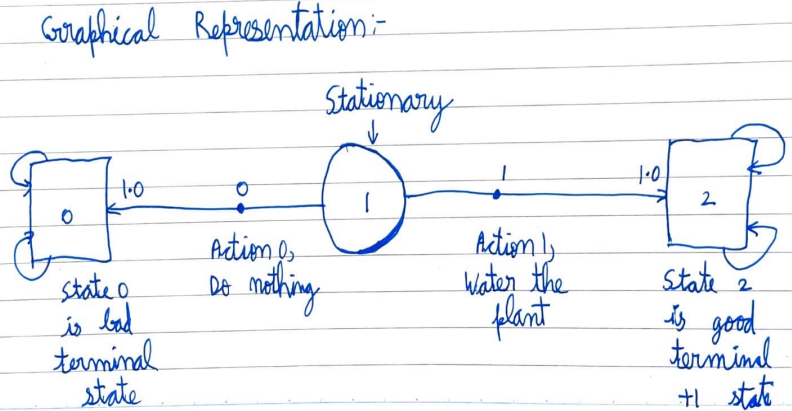 Graphical Representation:-
Stationary
0 1.0 0 1 1 1.0 2
Action 0,
Do nothing
Action 1,
Water the
plant
State 0
is bad
terminal
state
State 2
is good
terminal
+1 state